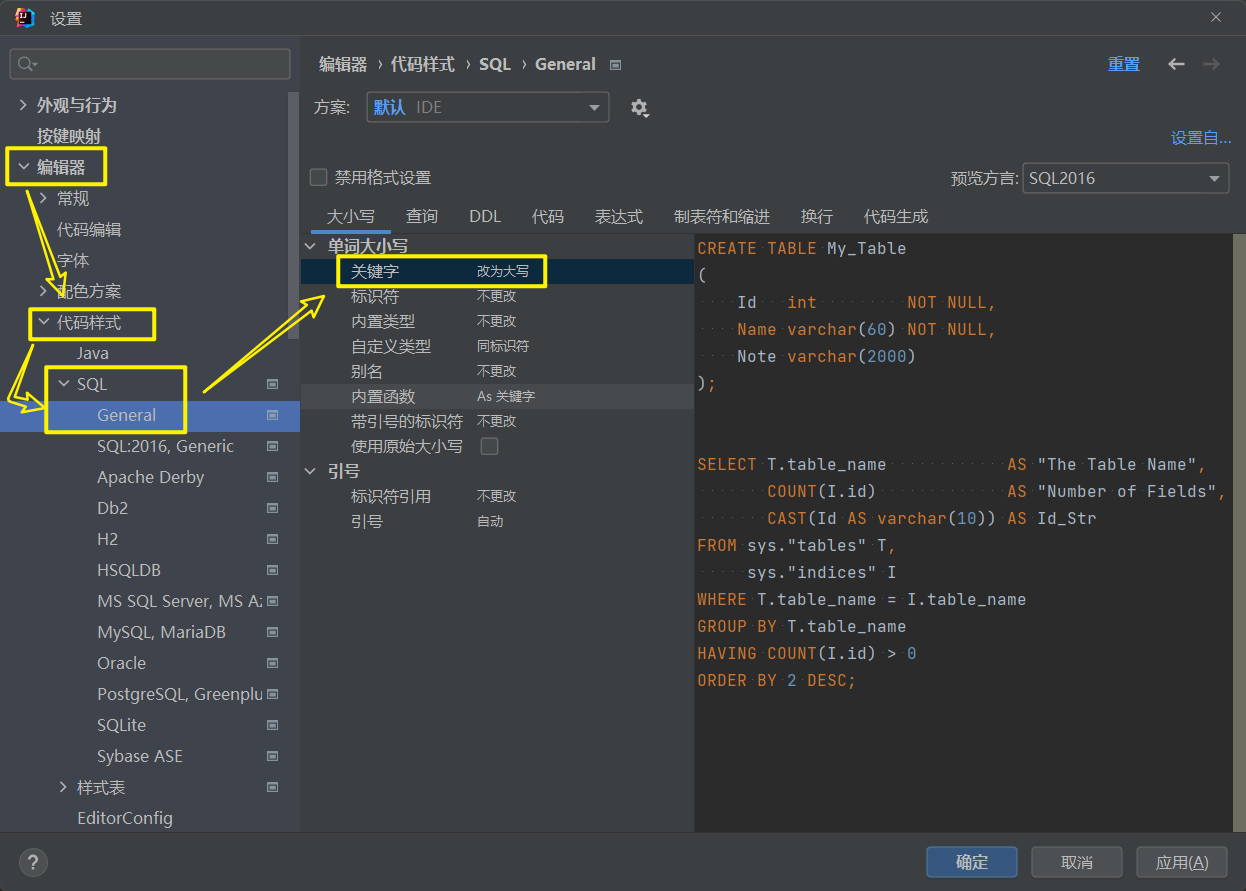 设置
编辑器 › 代码样式 › SQL › General
重置
外观与行为
按键映射
编辑器
常规
代码编辑
字体
配色方案
代码样式
Java
SQL
General
SQL:2016, Generic
Apache Derby
Db2
H2
HSQLDB
MS SQL Server, MS Az
MySQL, MariaDB
Oracle
PostgreSQL, Greenplu
SQLite
Sybase ASE
样式表
EditorConfig
方案: 默认 IDE
设置自...
禁用格式设置
预览方言: SQL2016
大小写 查询 DDL 代码 表达式 制表符和缩进 换行 代码生成
单词大小写
关键字 改为大写
标识符 不更改
内置类型 不更改
自定义类型 同标识符
别名 不更改
内置函数 As 关键字
带引号的标识符 不更改
使用原始大小写
引号
标识符引用 不更改
引号 自动
CREATE TABLE My_Table
(
    Id   int         NOT NULL,
    Name varchar(60) NOT NULL,
    Note varchar(2000)
);
SELECT T.table_name            AS "The Table Name",
       COUNT(I.id)             AS "Number of Fields",
       CAST(Id AS varchar(10)) AS Id_Str
FROM sys."tables" T,
     sys."indices" I
WHERE T.table_name = I.table_name
GROUP BY T.table_name
HAVING COUNT(I.id) > 0
ORDER BY 2 DESC;
?
确定 取消 应用(A)